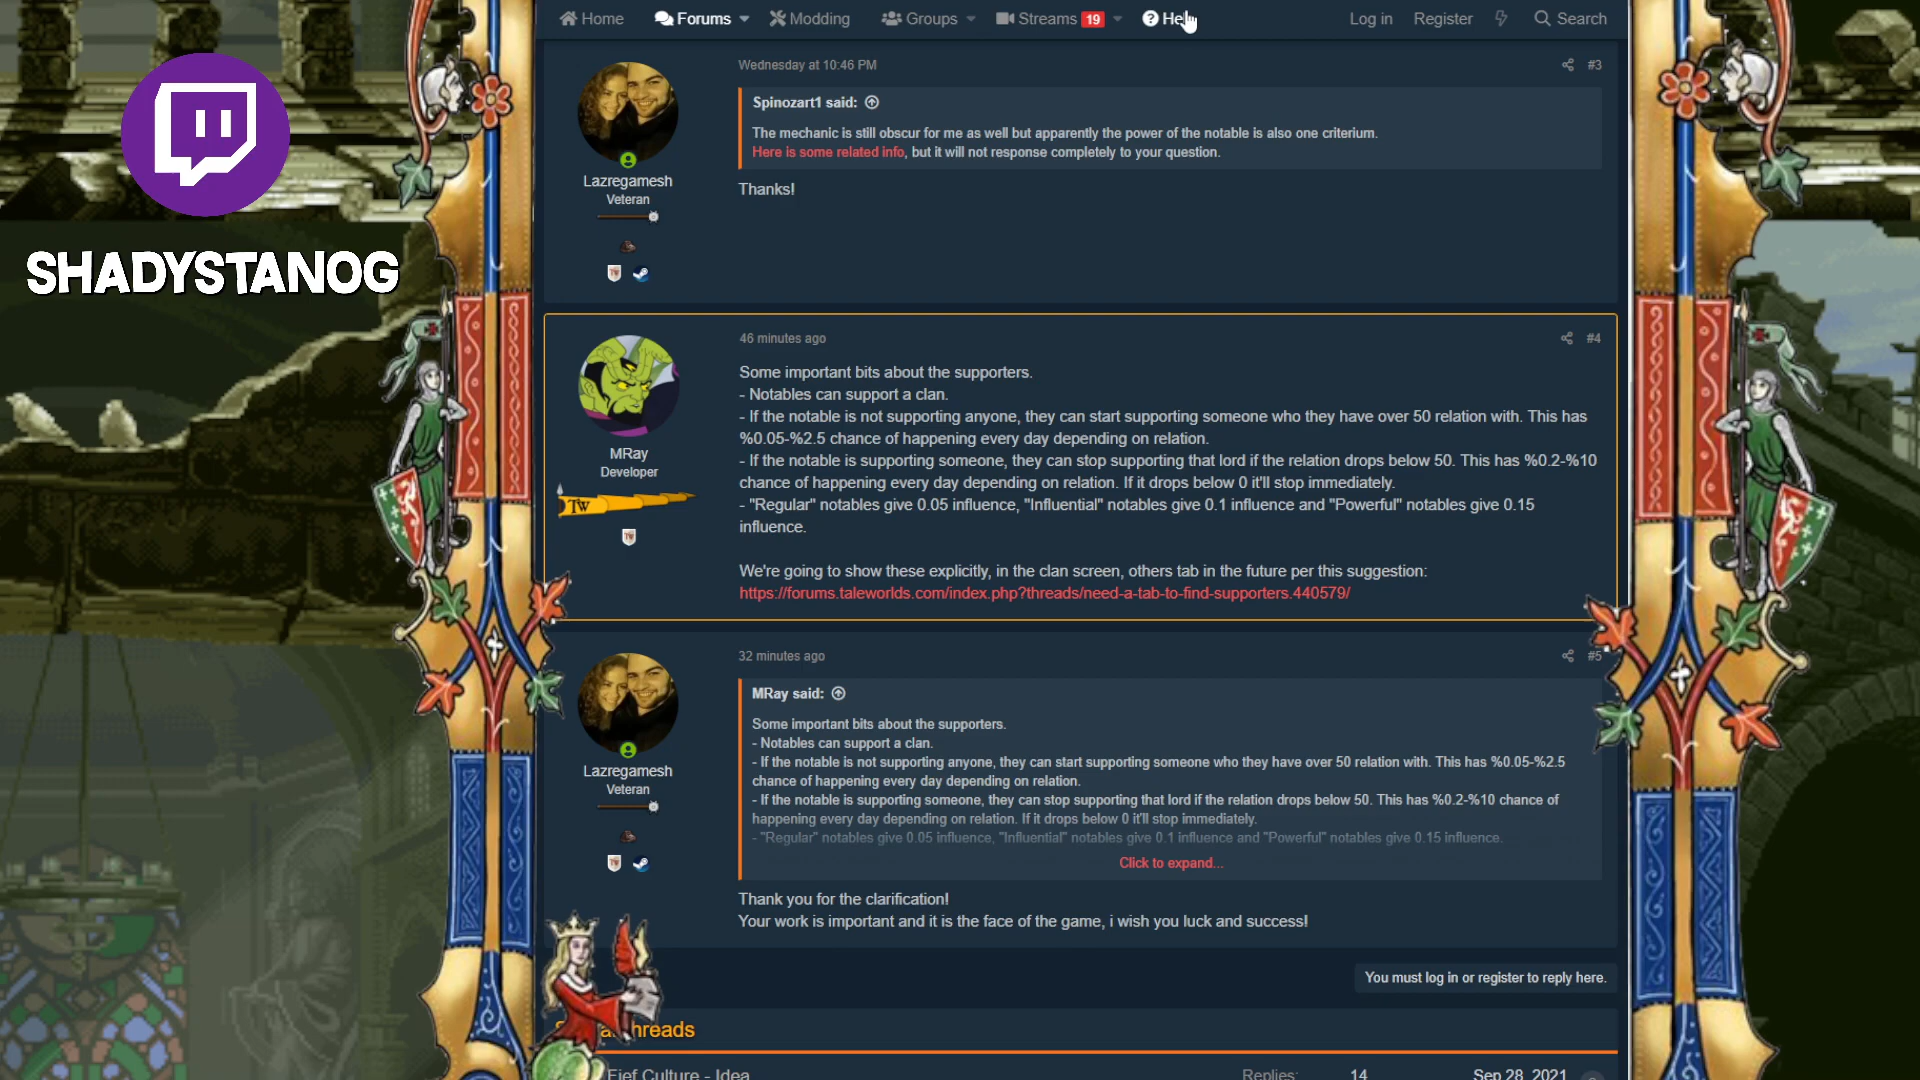 Home
Forums
Modding
Groups
Streams 19
Log in
Register
Search
SHADYSTANOG
Wednesday at 10:46 PM
#3
Spinozart1 said:
The mechanic is still obscur for me as well but apparently the power of the notable is also one criterium.
Here is some related info, but it will not response completely to your question.
Thanks!
Lazregamesh
Veteran
46 minutes ago
#4
Some important bits about the supporters.
- Notables can support a clan.
- If the notable is not supporting anyone, they can start supporting someone who they have over 50 relation with. This has
%0.05-%2.5 chance of happening every day depending on relation.
- If the notable is supporting someone, they can stop supporting that lord if the relation drops below 50. This has %0.2-%10
chance of happening every day depending on relation. If it drops below 0 it'll stop immediately.
- "Regular" notables give 0.05 influence, "Influential" notables give 0.1 influence and "Powerful" notables give 0.15
influence.
We're going to show these explicitly, in the clan screen, others tab in the future per this suggestion:
https://forums.taleworlds.com/index.php?threads/need-a-tab-to-find-supporters.440579/
MRay
Developer
TW
32 minutes ago
#5
MRay said:
Some important bits about the supporters.
- Notables can support a clan.
- If the notable is not supporting anyone, they can start supporting someone who they have over 50 relation with. This has %0.05-%2.5
chance of happening every day depending on relation.
- If the notable is supporting someone, they can stop supporting that lord if the relation drops below 50. This has %0.2-%10 chance of
happening every day depending on relation. If it drops below 0 it'll stop immediately.
- "Regular" notables give 0.05 influence, "Influential" notables give 0.1 influence and "Powerful" notables give 0.15 influence.
Click to expand...
Lazregamesh
Veteran
Thank you for the clarification!
Your work is important and it is the face of the game, i wish you luck and success!
You must log in or register to reply here.
Fief Culture - Idea
Replies: 14
Sep 28, 2021